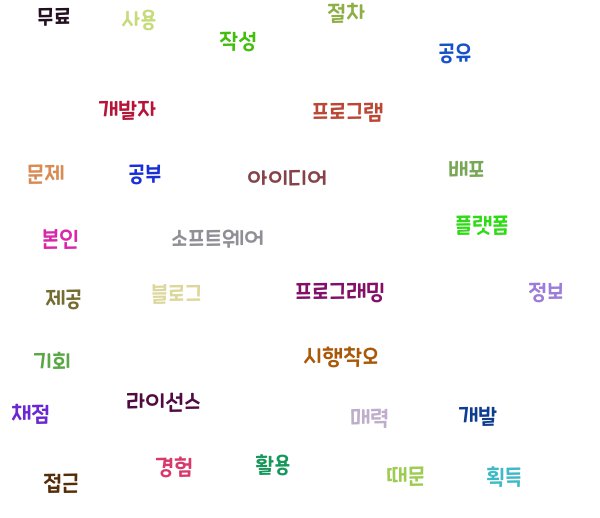 무료
사용
절차
작성
공유
개발자
프로그램
문제
공부
아이디어
배포
본인
소프트웨어
플랫폼
제공
블로그
프로그래밍
정보
기회
시행착오
채점
라이선스
매력
개발
접근
경험
활용
때문
획득